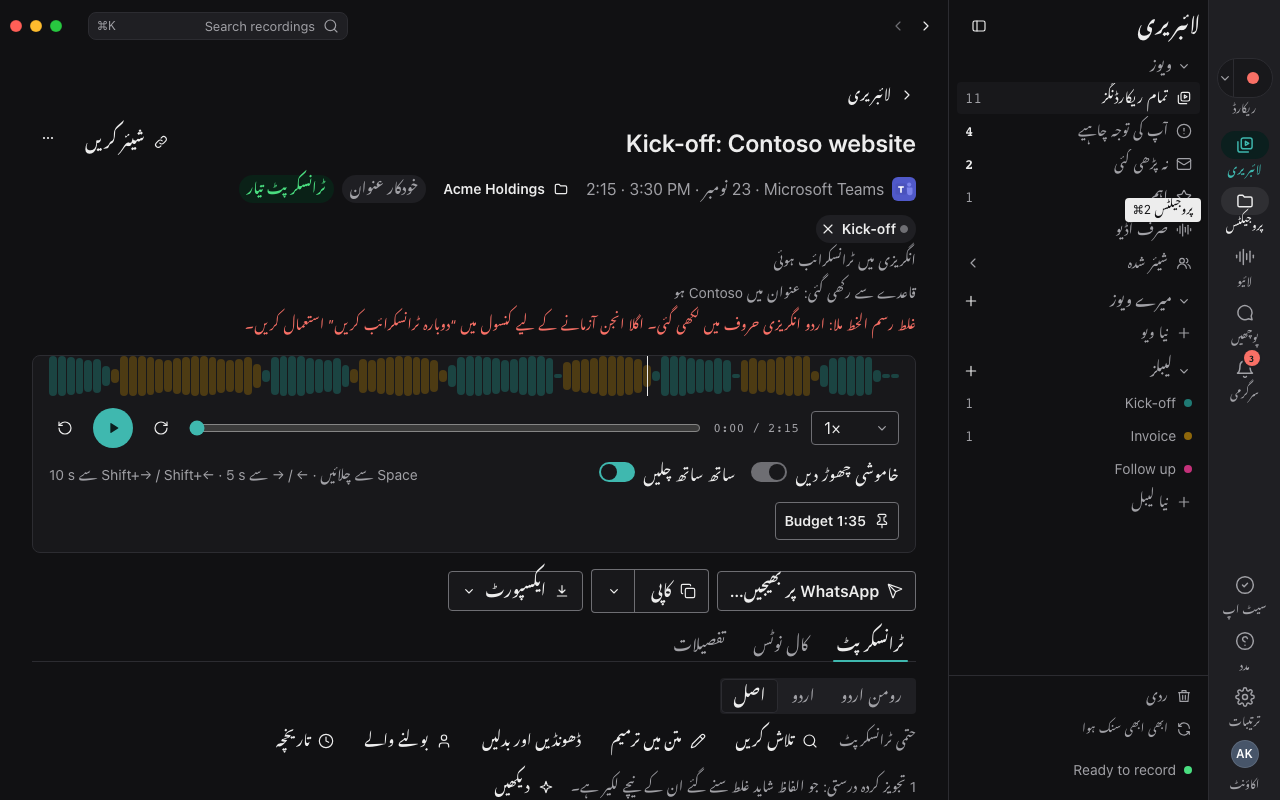 ⌘K
Search recordings
لائبریری
ویوز
تمام ریکارڈنگز
11
آپ کی توجہ چاہیے
4
نہ پڑھی گئی
2
اہم
1
پروجیکٹس ⌘2
صرف آڈیو
شیئر شدہ
میرے ویوز
نیا ویو
لیبلز
Kick-off
1
Invoice
1
Follow up
نیا لیبل
ردی
ابھی ابھی سنک ہوا
Ready to record
ریکارڈ
لائبریری
پروجیکٹس
لائیو
پوچھیں
3
سرگرمی
سیٹ اپ
مدد
ترتیبات
AK
اکاؤنٹ
لائبریری
Kick-off: Contoso website
شیئر کریں
Microsoft Teams · 23 نومبر · 3:30 PM · 2:15
Acme Holdings
خودکار عنوان
ٹرانسکرپٹ تیار
Kick-off
انگریزی میں ٹرانسکرائب ہوئی
قاعدے سے رکھی گئی: عنوان میں Contoso ہو
غلط رسم الخط ملا: اردو انگریزی حروف میں لکھی گئی۔ اگلا انجن آزمانے کے لیے کنسول میں "دوبارہ ٹرانسکرائب کریں" استعمال کریں۔
0:00 / 2:15
1x
خاموشی چھوڑ دیں
ساتھ ساتھ چلیں
Space سے چلائیں · ← / → سے 5 s · Shift+← / Shift+→ سے 10 s
Budget 1:35
WhatsApp پر بھیجیں...
کاپی
ایکسپورٹ
ٹرانسکرپٹ
کال نوٹس
تفصیلات
رومن اردو
اردو
اصل
حتمی ٹرانسکرپٹ
تلاش کریں
متن میں ترمیم
ڈھونڈیں اور بدلیں
بولنے والے
تاریخچہ
1 تجویز کردہ درستی: جو الفاظ شاید غلط سنے گئے ان کے نیچے لکیر ہے۔
دیکھیں